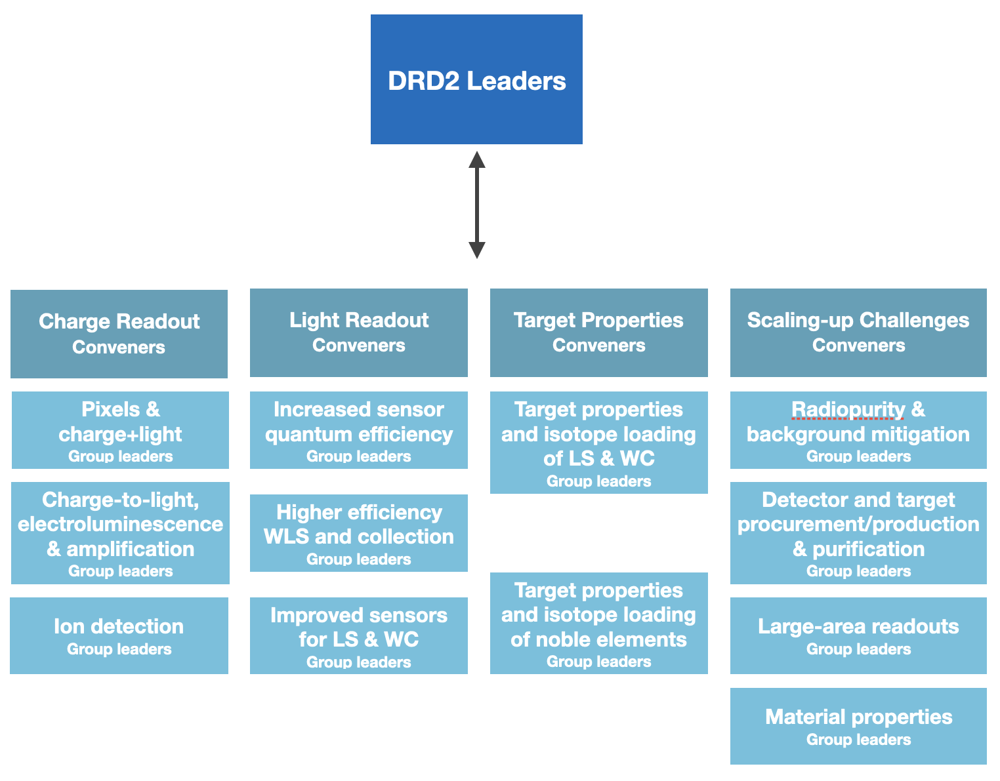 DRD2 Leaders
Charge Readout
Conveners
Pixels &
charge+light
Group leaders
Charge-to-light,
electroluminescence
& amplification
Group leaders
Ion detection
Group leaders
Light Readout
Conveners
Increased sensor
quantum efficiency
Group leaders
Higher efficiency
WLS and collection
Group leaders
Improved sensors
for LS & WC
Group leaders
Target Properties
Conveners
Target properties
and isotope loading
of LS & WC
Group leaders
Target properties
and isotope loading
of noble elements
Group leaders
Scaling-up Challenges
Conveners
Radiopurity &
background mitigation
Group leaders
Detector and target
procurement/production
& purification
Group leaders
Large-area readouts
Group leaders
Material properties
Group leaders